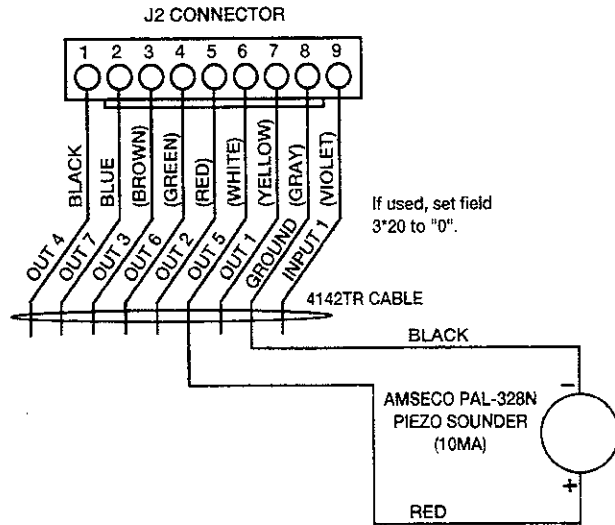 J2 CONNECTOR
1 2 3 4 5 6 7 8 9
BLACK
BLUE
(BROWN)
(GREEN)
(RED)
(WHITE)
(YELLOW)
(GRAY)
(VIOLET)
If used, set field
3*20 to "0".
OUT 4
OUT 7
OUT 3
OUT 6
OUT 2
OUT 5
OUT 1
GROUND
INPUT 1
4142TR CABLE
BLACK
−
AMSECO PAL-328N
PIEZO SOUNDER
(10MA)
+
RED